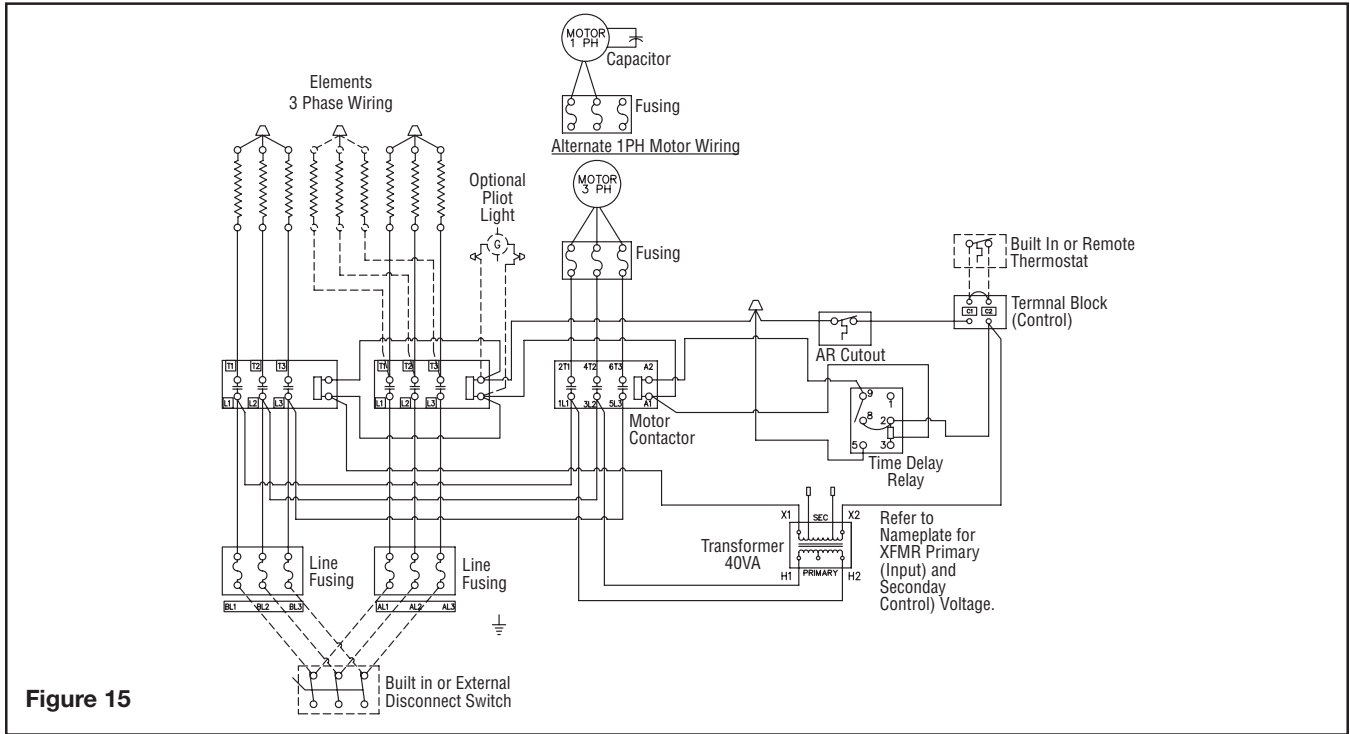 MOTOR
1 PH
Capacitor
Fusing
Alternate 1PH Motor Wiring
Elements
3 Phase Wiring
Optional
Pliot
Light
G
MOTOR
3 PH
Fusing
Built In or Remote
Thermostat
C1 C2
Termnal Block
(Control)
AR Cutout
T1 T2 T3
T1 T2 T3
2T1 4T2 6T3 A2
L1 L2 L3
L1 L2 L3
1L1 3L2 5L3 A1
Motor
Contactor
9 1
8 2
5 3
Time Delay
Relay
X1 SEC X2
Transformer
40VA
H1 PRIMARY H2
Refer to
Nameplate for
XFMR Primary
(Input) and
Seconday
Control) Voltage.
Line
Fusing
Line
Fusing
BL1 BL2 BL3
AL1 AL2 AL3
Built in or External
Disconnect Switch
Figure 15